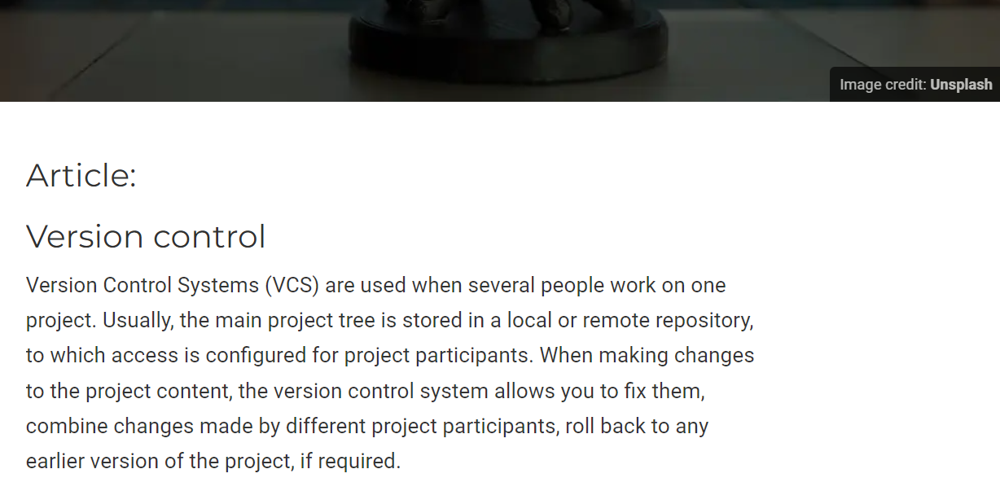 Image credit: Unsplash
Article:
Version control
Version Control Systems (VCS) are used when several people work on one
project. Usually, the main project tree is stored in a local or remote repository,
to which access is configured for project participants. When making changes
to the project content, the version control system allows you to fix them,
combine changes made by different project participants, roll back to any
earlier version of the project, if required.